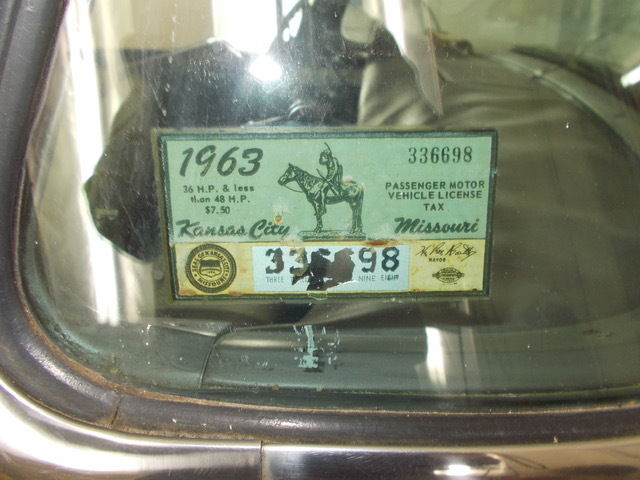 1963
336698
36 H.P. & less
than 48 H.P.
$7.50
PASSENGER MOTOR
VEHICLE LICENSE
TAX
Kansas City
Missouri
98
THREE NINE EIGHT
MAYOR